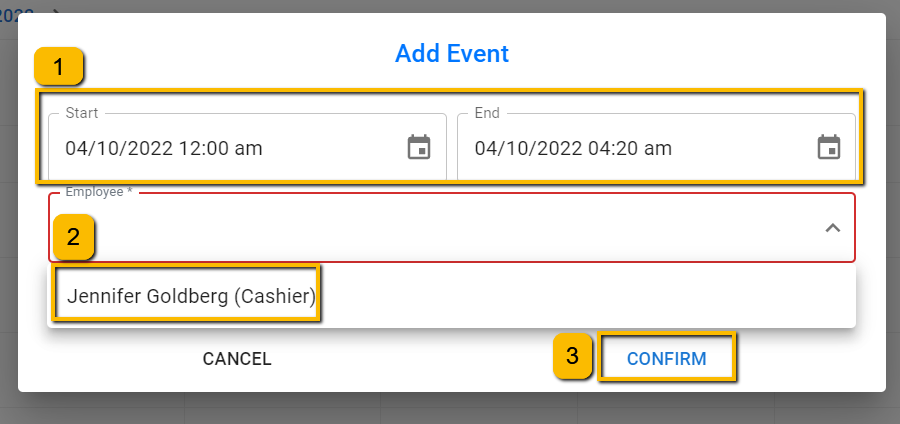 2022
Add Event
1
Start
End
04/10/2022 12:00 am
04/10/2022 04:20 am
Employee *
2
Jennifer Goldberg (Cashier)
CANCEL
3
CONFIRM